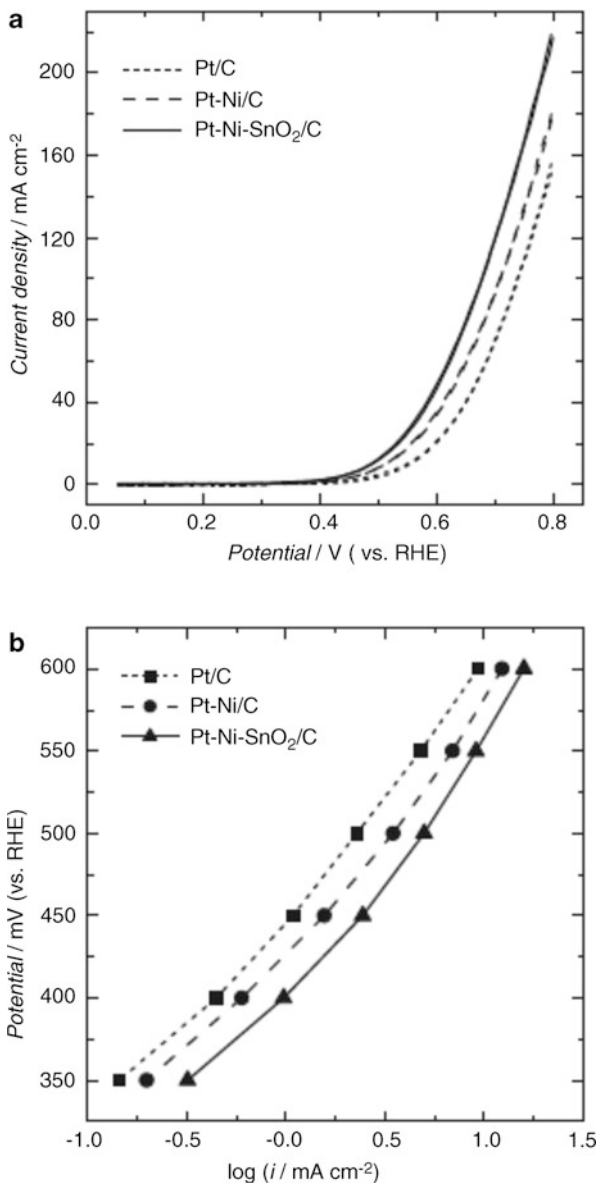 a
220
200
160
120
80
40
0
Current density / mA cm⁻²
Pt/C
Pt-Ni/C
Pt-Ni-SnO₂/C
0.0 0.2 0.4 0.6 0.8
Potential / V ( vs. RHE)
b
600
550
500
450
400
350
Potential / mV (vs. RHE)
Pt/C
Pt-Ni/C
Pt-Ni-SnO₂/C
-1.0 -0.5 -0.0 0.5 1.0 1.5
log (i / mA cm⁻²)